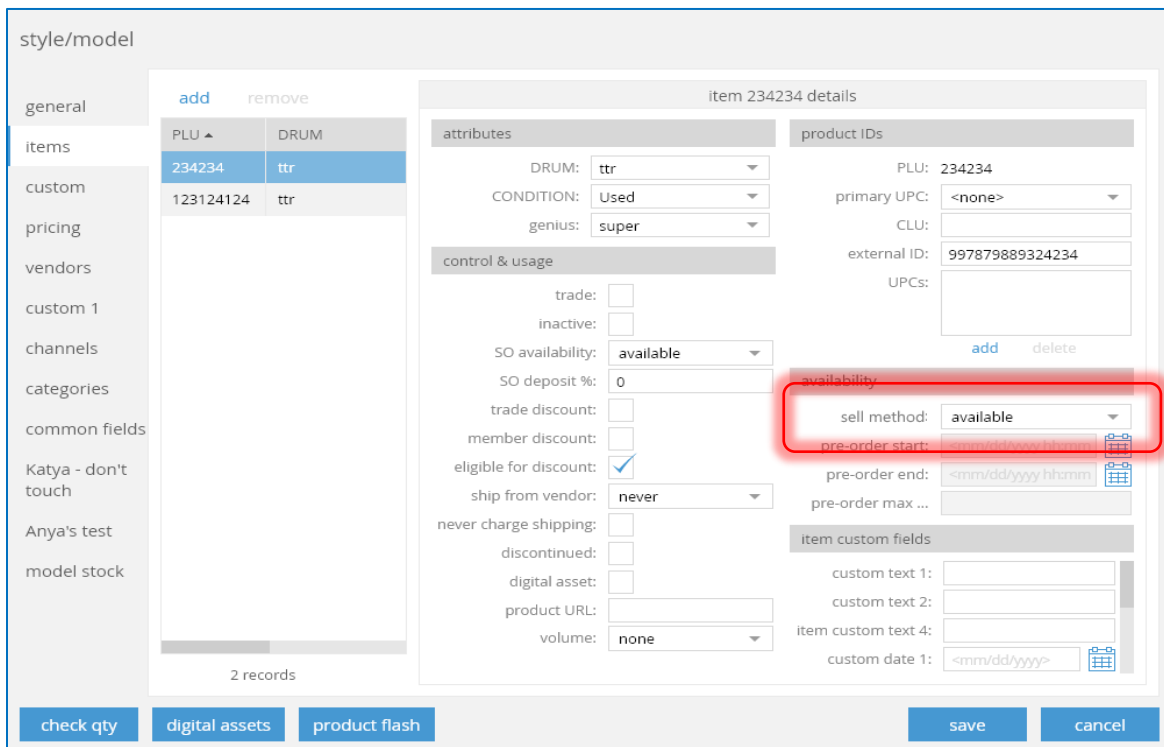 style/model
general
items
custom
pricing
vendors
custom 1
channels
categories
common fields
Katya - don't
touch
Anya's test
model stock
add remove
PLU DRUM
234234 ttr
123124124 ttr
2 records
item 234234 details
attributes
DRUM: ttr
CONDITION: Used
genius: super
control & usage
trade:
inactive:
SO availability: available
SO deposit %: 0
trade discount:
member discount:
eligible for discount:
ship from vendor: never
never charge shipping:
discontinued:
digital asset:
product URL:
volume: none
product IDs
PLU: 234234
primary UPC: <none>
CLU:
external ID: 997879889324234
UPCs:
add delete
availability
sell method: available
pre-order start: <mm/dd/yyyy hh:mm
pre-order end: <mm/dd/yyyy hh:mm
pre-order max ...
item custom fields
custom text 1:
custom text 2:
item custom text 4:
custom date 1: <mm/dd/yyyy>
check qty digital assets product flash save cancel